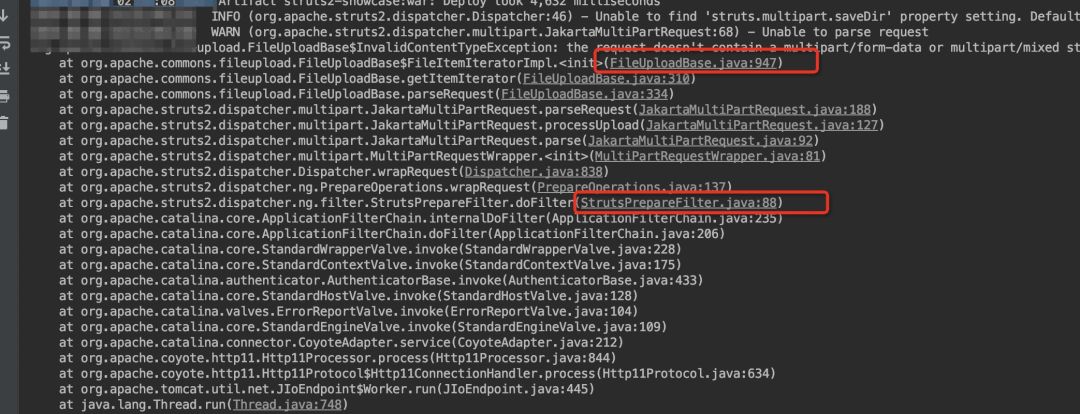 Artifact struts2-showcase:war: Deploy took 4,632 milliseconds
INFO (org.apache.struts2.dispatcher.Dispatcher:46) - Unable to find 'struts.multipart.saveDir' property setting. Default
WARN (org.apache.struts2.dispatcher.multipart.JakartaMultiPartRequest:68) - Unable to parse request
upload.FileUploadBase$InvalidContentTypeException: the request doesn't contain a multipart/form-data or multipart/mixed st
at org.apache.commons.fileupload.FileUploadBase$FileItemIteratorImpl.<init>(FileUploadBase.java:947)
at org.apache.commons.fileupload.FileUploadBase.getItemIterator(FileUploadBase.java:310)
at org.apache.commons.fileupload.FileUploadBase.parseRequest(FileUploadBase.java:334)
at org.apache.struts2.dispatcher.multipart.JakartaMultiPartRequest.parseRequest(JakartaMultiPartRequest.java:188)
at org.apache.struts2.dispatcher.multipart.JakartaMultiPartRequest.processUpload(JakartaMultiPartRequest.java:127)
at org.apache.struts2.dispatcher.multipart.JakartaMultiPartRequest.parse(JakartaMultiPartRequest.java:92)
at org.apache.struts2.dispatcher.multipart.MultiPartRequestWrapper.<init>(MultiPartRequestWrapper.java:81)
at org.apache.struts2.dispatcher.Dispatcher.wrapRequest(Dispatcher.java:838)
at org.apache.struts2.dispatcher.ng.PrepareOperations.wrapRequest(PrepareOperations.java:137)
at org.apache.struts2.dispatcher.ng.filter.StrutsPrepareFilter.doFilter(StrutsPrepareFilter.java:88)
at org.apache.catalina.core.ApplicationFilterChain.internalDoFilter(ApplicationFilterChain.java:235)
at org.apache.catalina.core.ApplicationFilterChain.doFilter(ApplicationFilterChain.java:206)
at org.apache.catalina.core.StandardWrapperValve.invoke(StandardWrapperValve.java:228)
at org.apache.catalina.core.StandardContextValve.invoke(StandardContextValve.java:175)
at org.apache.catalina.authenticator.AuthenticatorBase.invoke(AuthenticatorBase.java:433)
at org.apache.catalina.core.StandardHostValve.invoke(StandardHostValve.java:128)
at org.apache.catalina.valves.ErrorReportValve.invoke(ErrorReportValve.java:104)
at org.apache.catalina.core.StandardEngineValve.invoke(StandardEngineValve.java:109)
at org.apache.catalina.connector.CoyoteAdapter.service(CoyoteAdapter.java:212)
at org.apache.coyote.http11.Http11Processor.process(Http11Processor.java:844)
at org.apache.coyote.http11.Http11Protocol$Http11ConnectionHandler.process(Http11Protocol.java:634)
at org.apache.tomcat.util.net.JIoEndpoint$Worker.run(JIoEndpoint.java:445)
at java.lang.Thread.run(Thread.java:748)